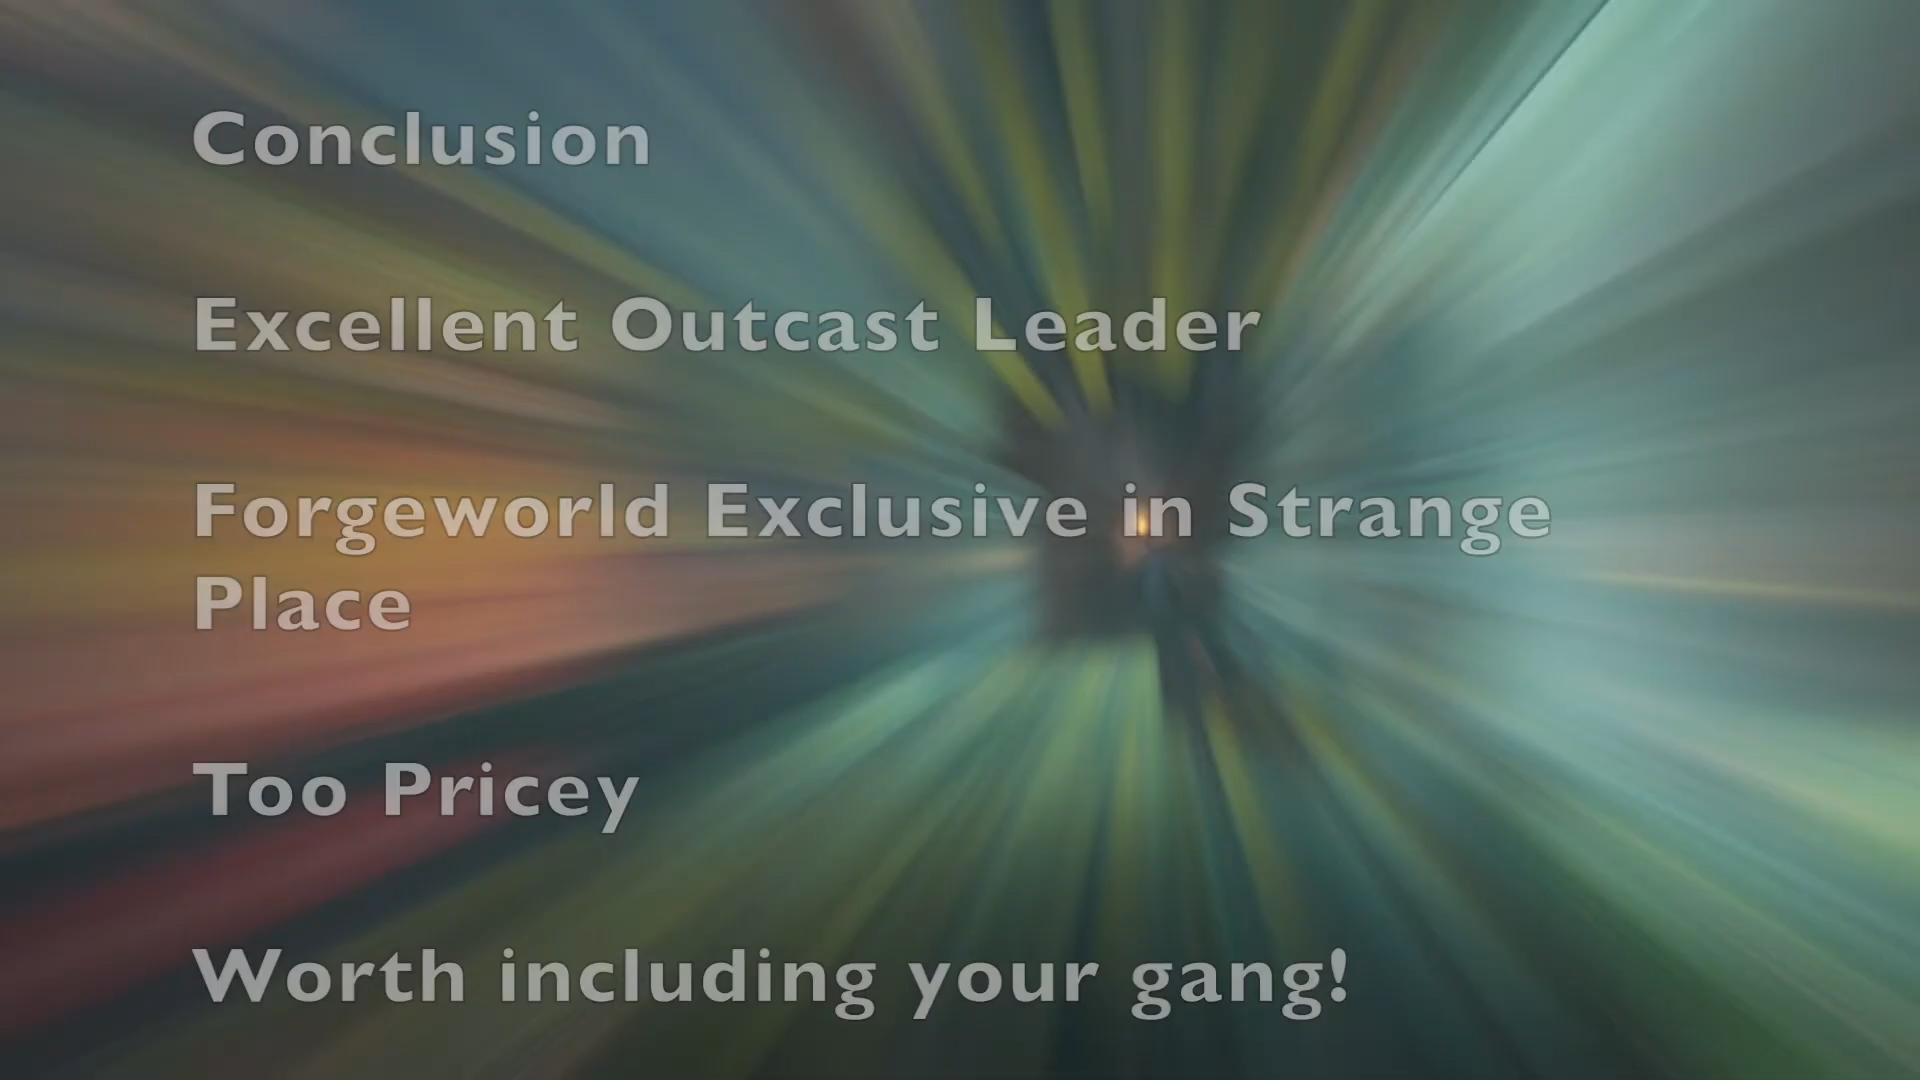 Conclusion
Excellent Outcast Leader
Forgeworld Exclusive in Strange
Place
Too Pricey
Worth including your gang!